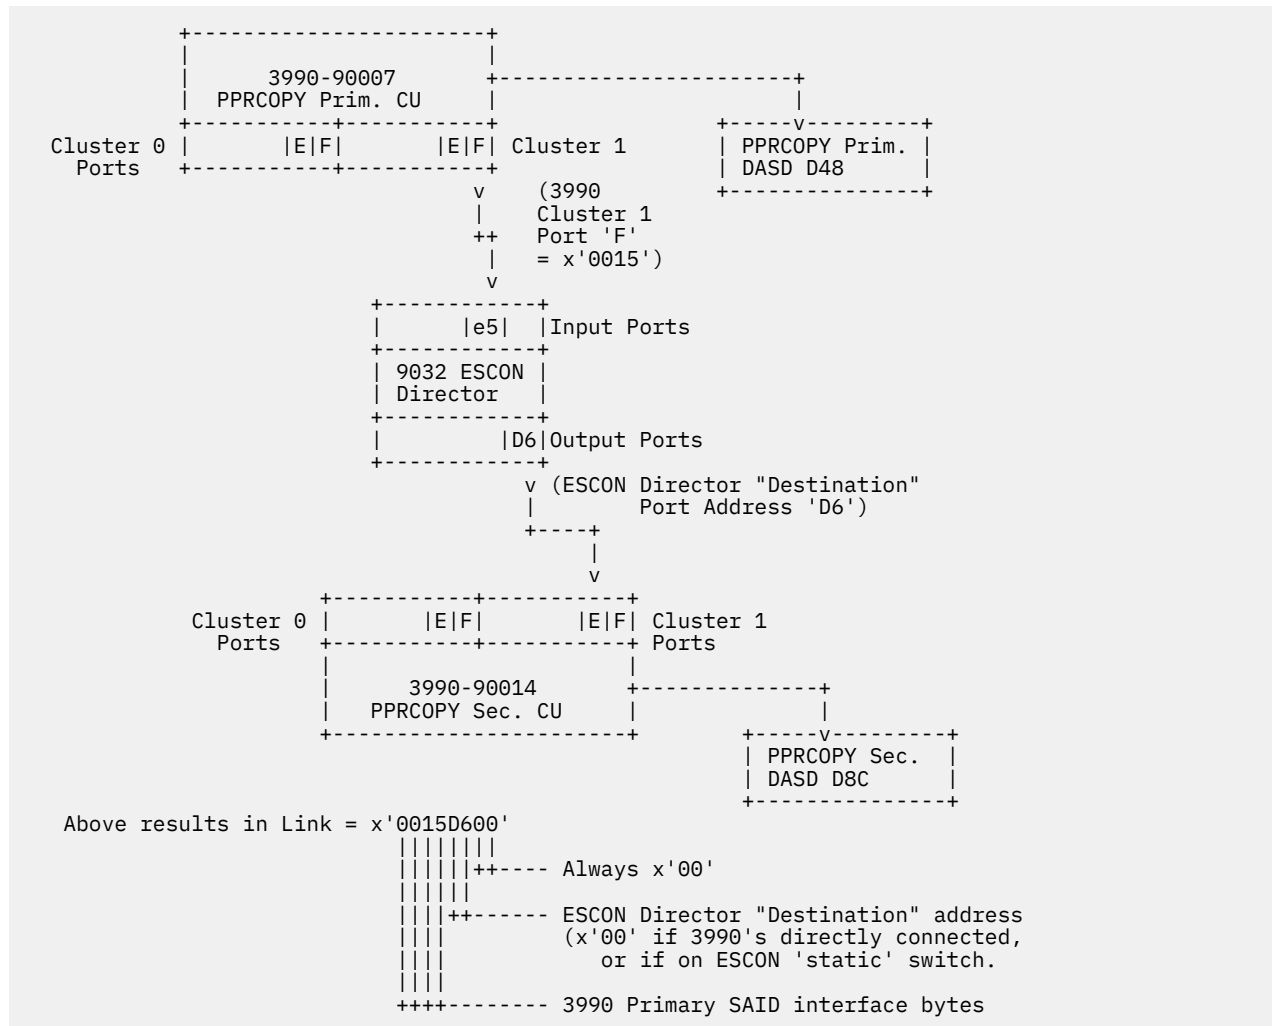 3990-90007
PPRCOPY Prim. CU
Cluster 0 |E|F| |E|F| Cluster 1 PPRCOPY Prim.
Ports DASD D48
v (3990
Cluster 1
Port 'F'
= x'0015')
v
|e5| Input Ports
9032 ESCON
Director
|D6| Output Ports
v (ESCON Director "Destination"
Port Address 'D6')
v
Cluster 0 |E|F| |E|F| Cluster 1
Ports Ports
3990-90014
PPRCOPY Sec. CU
v
PPRCOPY Sec.
DASD D8C
Above results in Link = x'0015D600'
Always x'00'
ESCON Director "Destination" address
(x'00' if 3990's directly connected,
or if on ESCON 'static' switch.
3990 Primary SAID interface bytes